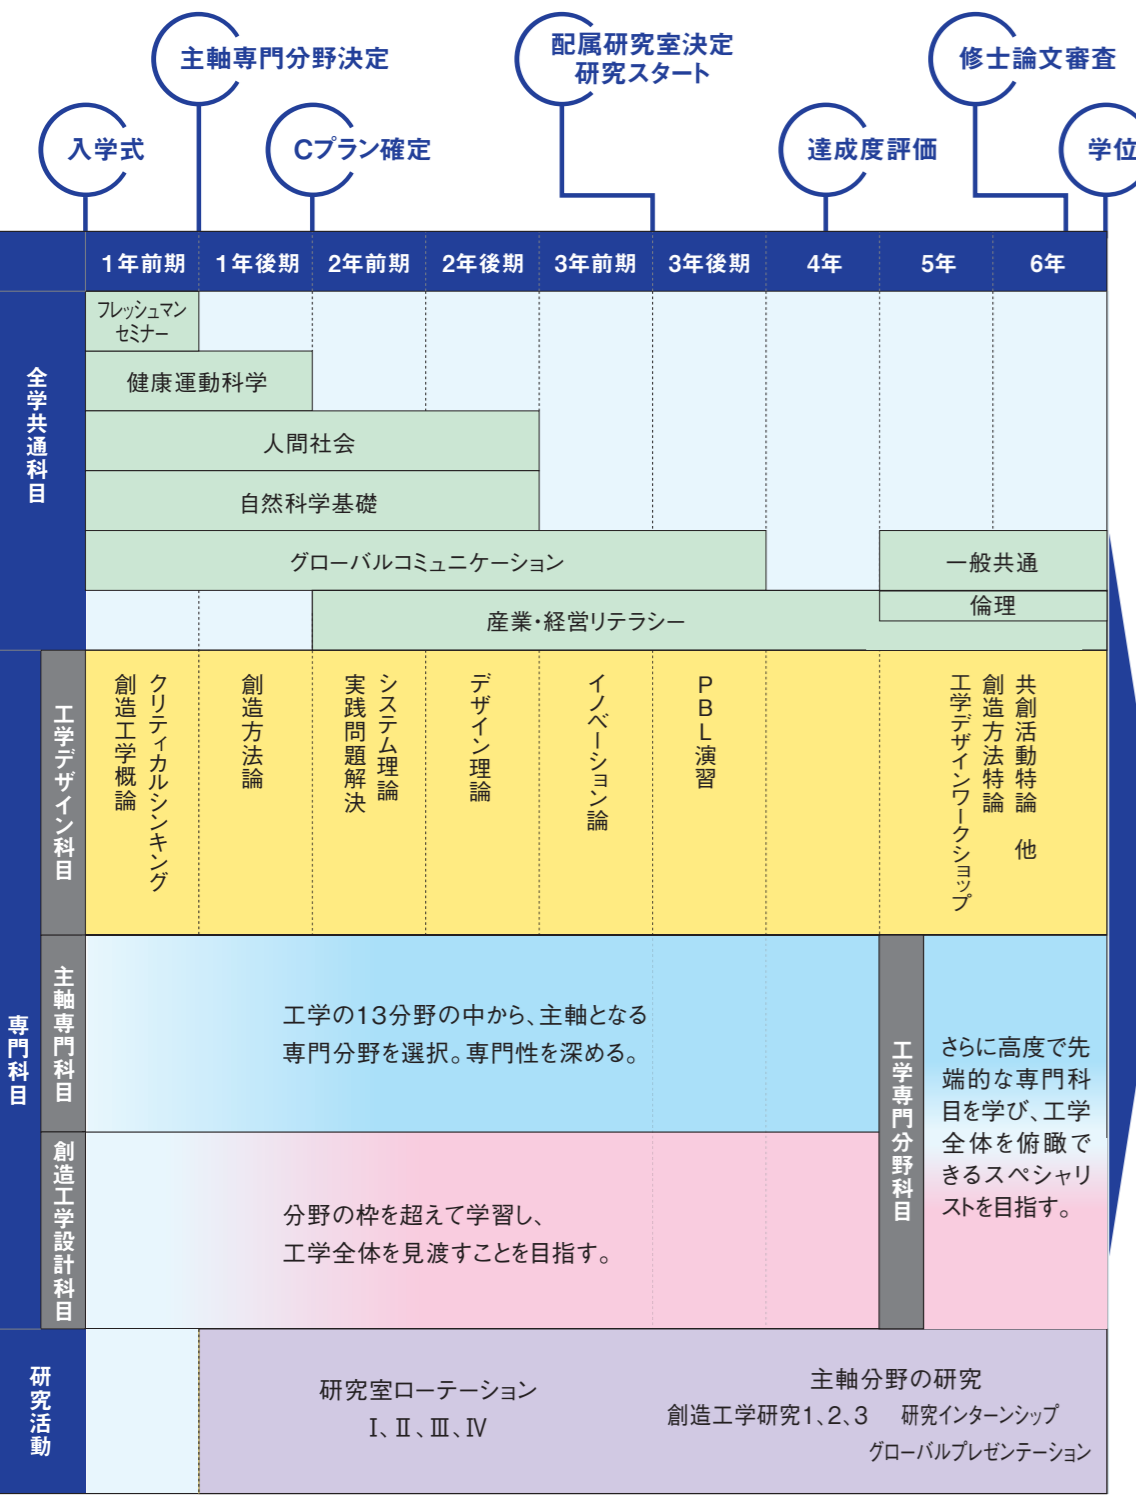 主軸専門分野決定
配属研究室決定
研究スタート
修士論文審査
入学式
Cプラン確定
達成度評価
学位
1年前期
1年後期
2年前期
2年後期
3年前期
3年後期
4年
5年
6年
全学共通科目
フレッシュマン
セミナー
健康運動科学
人間社会
自然科学基礎
グローバルコミュニケーション
一般共通
倫理
産業・経営リテラシー
専門科目
工学デザイン科目
クリティカルシンキング
創造工学概論
創造方法論
システム理論
実践問題解決
デザイン理論
イノベーション論
PBL演習
共創活動特論 他
創造方法特論
工学デザインワークショップ
主軸専門科目
工学の13分野の中から、主軸となる
専門分野を選択。専門性を深める。
創造工学設計科目
分野の枠を超えて学習し、
工学全体を見渡すことを目指す。
工学専門分野科目
さらに高度で先
端的な専門科
目を学び、工学
全体を俯瞰で
きるスペシャリ
ストを目指す。
研究活動
研究室ローテーション
Ⅰ、Ⅱ、Ⅲ、Ⅳ
主軸分野の研究
創造工学研究1、2、3 研究インターンシップ
グローバルプレゼンテーション